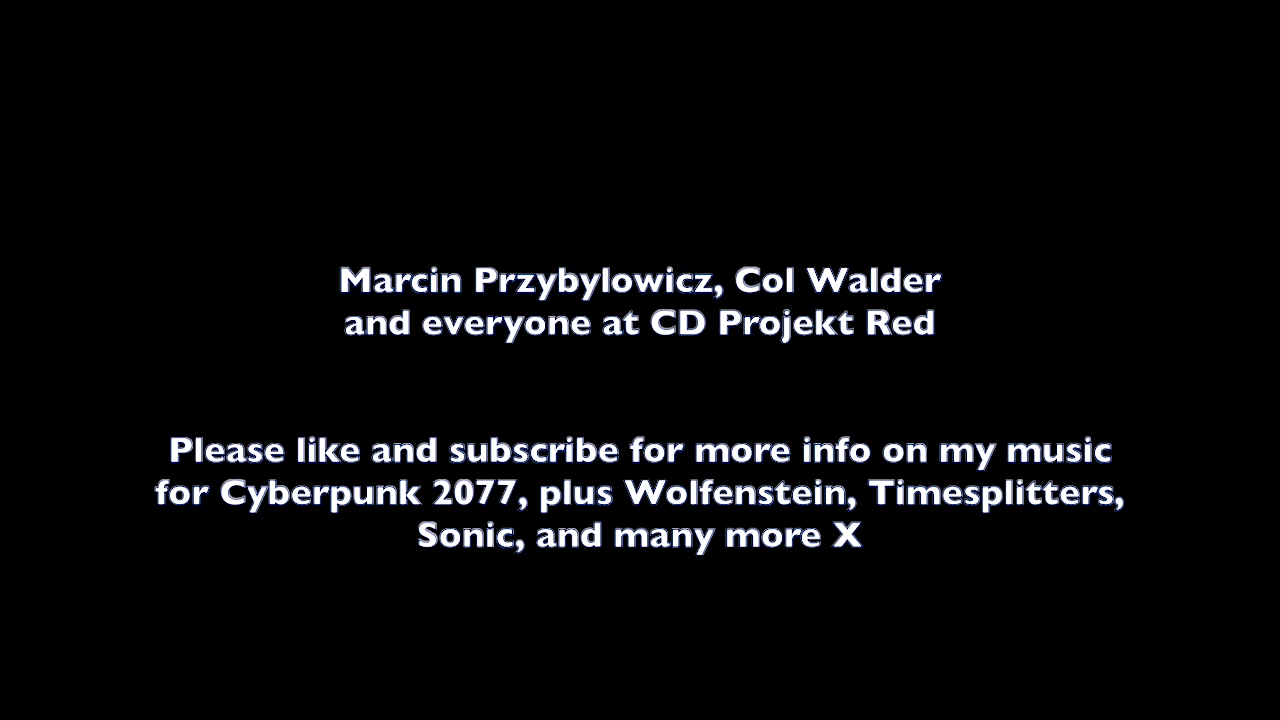 Marcin Przybylowicz, Col Walder
and everyone at CD Projekt Red
Please like and subscribe for more info on my music
for Cyberpunk 2077, plus Wolfenstein, Timesplitters,
Sonic, and many more X